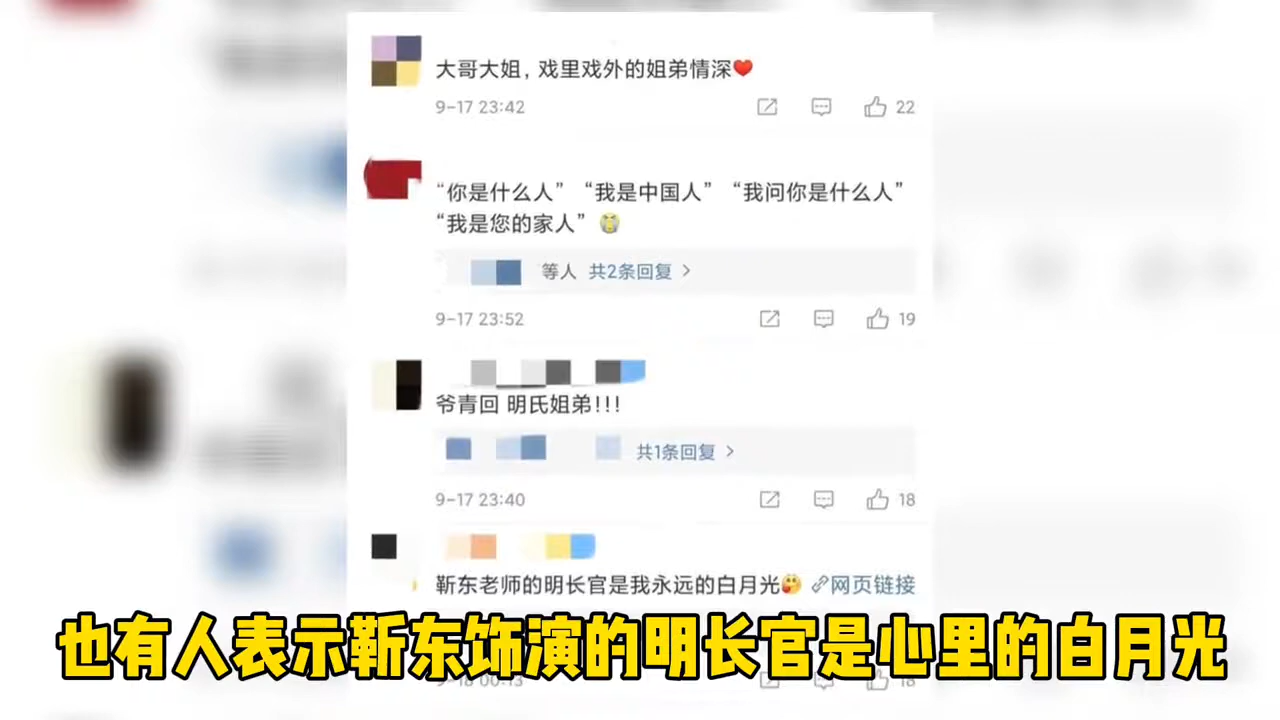 大哥大姐，戏里戏外的姐弟情深
9-17 23:42
22
“你是什么人”“我是中国人”“我问你是什么人”
“我是您的家人”
等人 共2条回复 >
9-17 23:52
19
爷青回 明氏姐弟!!!
共1条回复 >
9-17 23:40
18
靳东老师的明长官是我永远的白月光 网页链接
也有人表示靳东饰演的明长官是心里的白月光
9-18 00:13
18